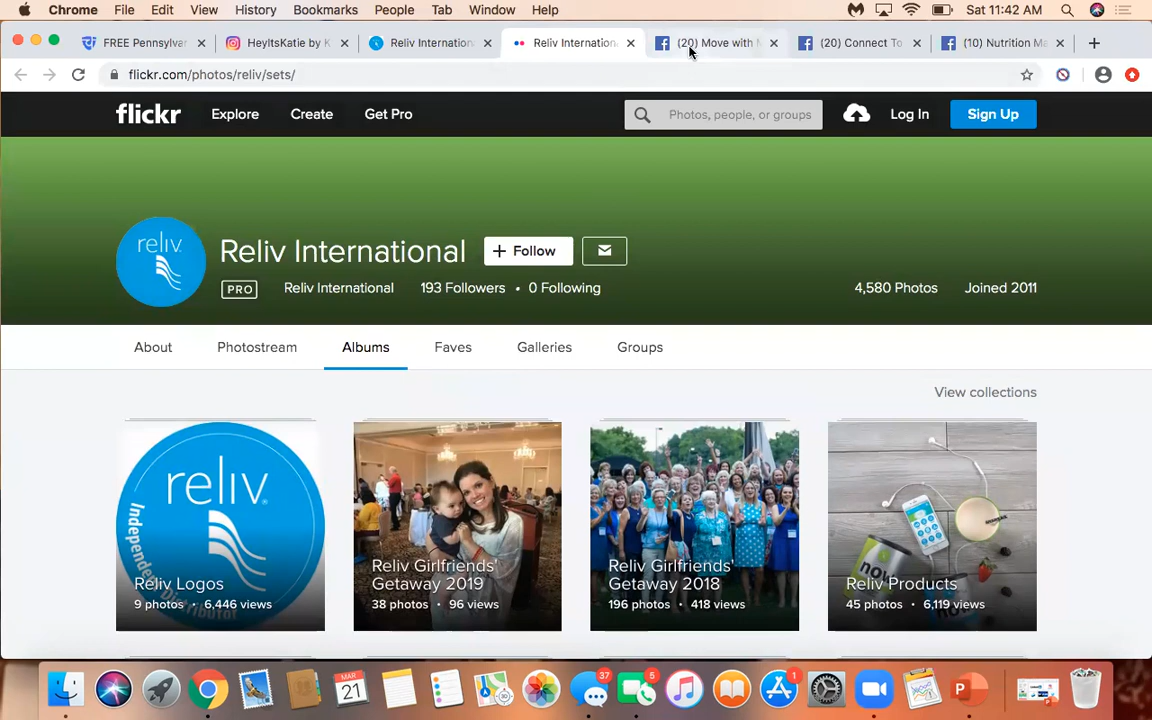 Chrome File Edit View History Bookmarks People Tab Window Help Sat 11:42 AM
FREE Pennsylvan HeyItsKatie by K Reliv Internationa Reliv Internationa (20) Move with M (20) Connect To (10) Nutrition Ma
flickr.com/photos/reliv/sets/
flickr Explore Create Get Pro Photos, people, or groups Log In Sign Up
reliv
Reliv International + Follow
PRO Reliv International 193 Followers • 0 Following 4,580 Photos Joined 2011
About Photostream Albums Faves Galleries Groups
View collections
reliv
Independent Distributor
Reliv Logos
9 photos • 6,446 views
Reliv Girlfriends'
Getaway 2019
38 photos • 96 views
Reliv Girlfriends'
Getaway 2018
196 photos • 418 views
now
Reliv Products
45 photos • 6,119 views
MAR
21
37
5
1